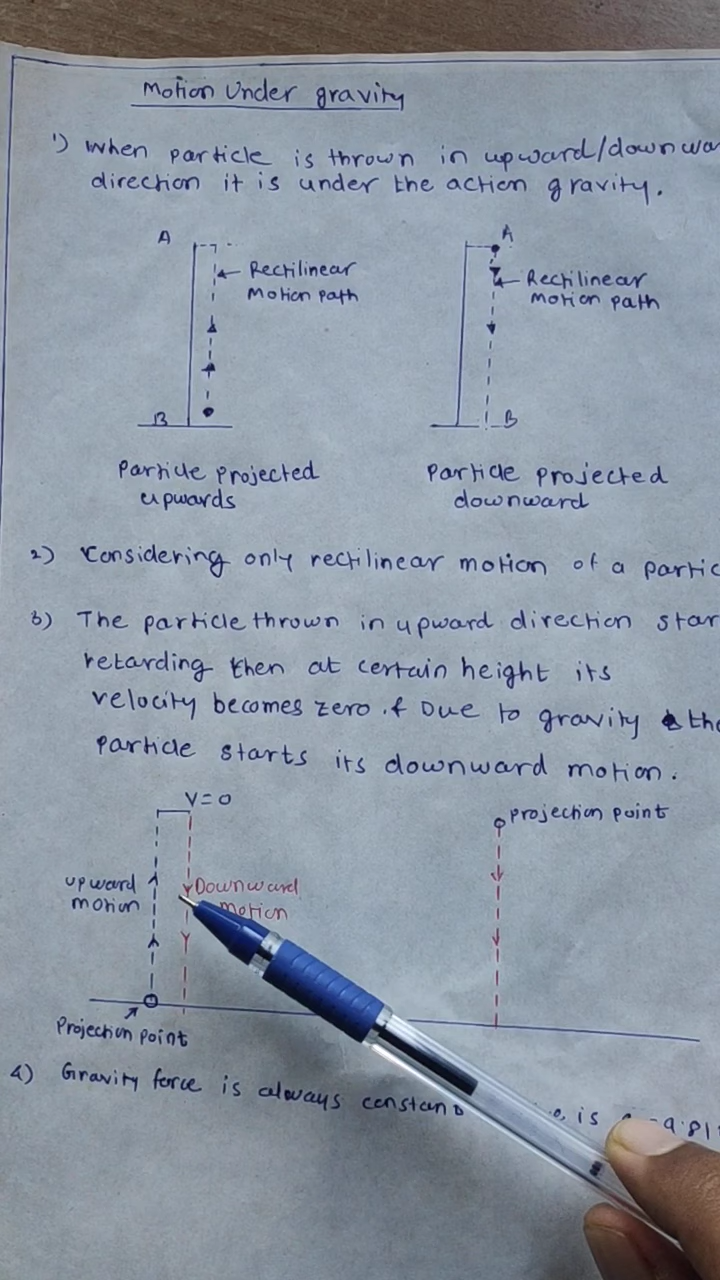 Motion Under gravity
1) When particle is thrown in upward/downwa
direction it is under the action gravity.
A
Rectilinear
Motion path
B
Particle projected
upwards
A
Rectilinear
motion path
B
Particle projected
downward
2) Considering only rectilinear motion of a partic
3) The particle thrown in upward direction star
retarding then at certain height its
velocity becomes zero. & Due to gravity the
particle starts its downward motion.
V=0
upward
motion
Downward
motion
Projection point
projection point
4) Gravity force is always constan is 9.81